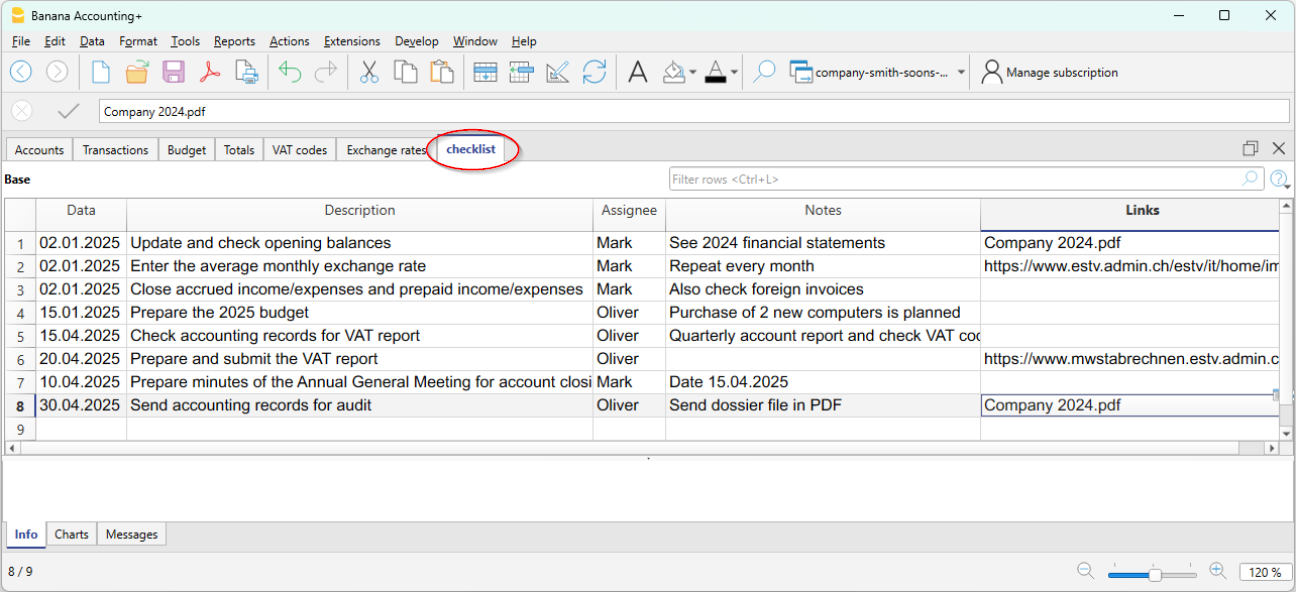 Banana Accounting+
File Edit Data Format Tools Reports Actions Extensions Develop Window Help
company-smith-soons-... Manage subscription
Company 2024.pdf
Accounts Transactions Budget Totals VAT codes Exchange rates checklist
Base Filter rows <Ctrl+L>
Data Description Assignee Notes Links
1 02.01.2025 Update and check opening balances Mark See 2024 financial statements Company 2024.pdf
2 02.01.2025 Enter the average monthly exchange rate Mark Repeat every month https://www.estv.admin.ch/estv/it/home/im
3 02.01.2025 Close accrued income/expenses and prepaid income/expenses Mark Also check foreign invoices
4 15.01.2025 Prepare the 2025 budget Oliver Purchase of 2 new computers is planned
5 15.04.2025 Check accounting records for VAT report Oliver Quarterly account report and check VAT coc
6 20.04.2025 Prepare and submit the VAT report Oliver https://www.mwstabrechnen.estv.admin.c
7 10.04.2025 Prepare minutes of the Annual General Meeting for account closi Mark Date 15.04.2025
8 30.04.2025 Send accounting records for audit Oliver Send dossier file in PDF Company 2024.pdf
9
Info Charts Messages
8 / 9 120 %